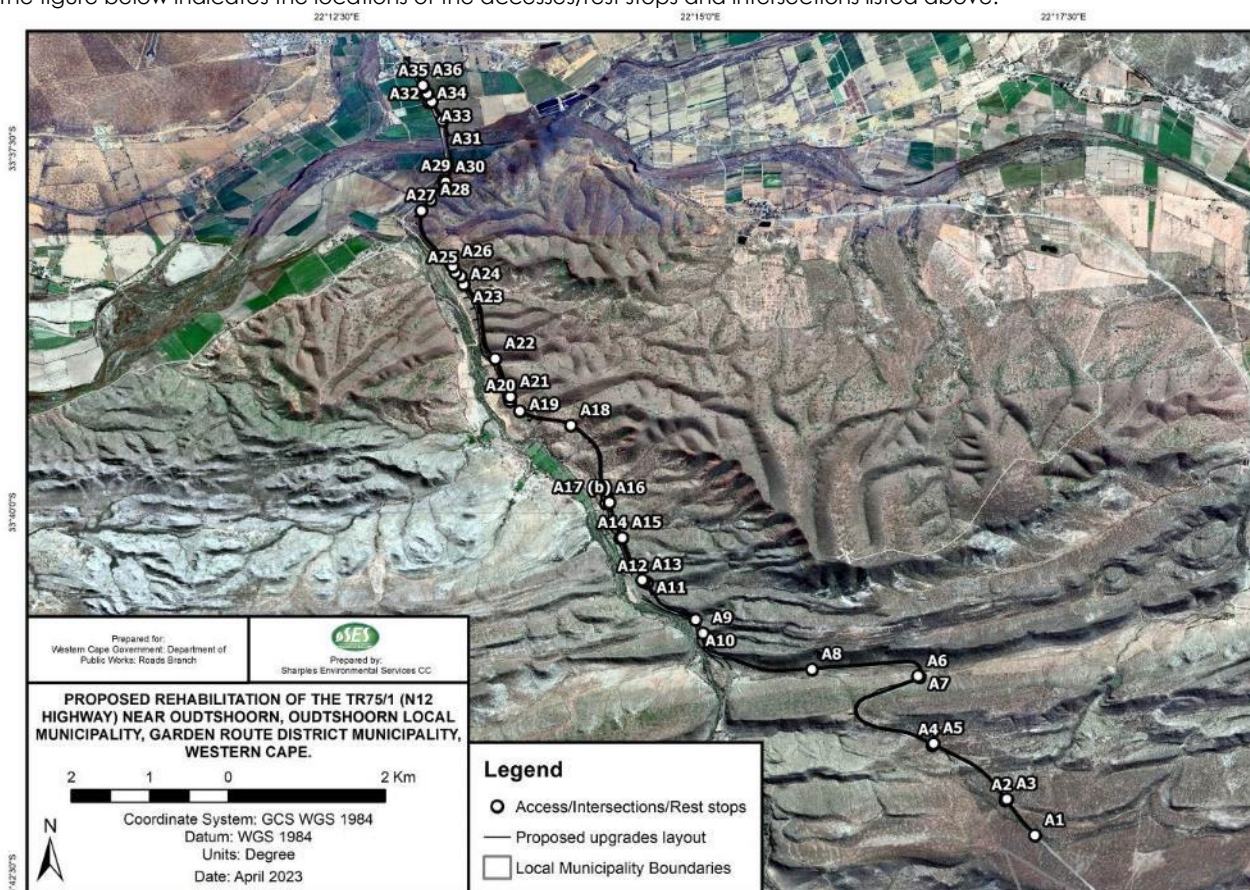 The figure below indicates the locations of the accesses/rest stops and intersections listed above.
22°12'30"E 22°15'0"E 22°17'30"E
A35 A36
A32 A34
A33
33°37'30"S
A31
A29 A30
A28
A27
A26
A25
A24
A23
A22
A20 A21
A19 A18
33°40'0"S
A17 (b) A16
A14 A15
A12 A13
A11
A9
A10
A8 A6
A7
A4 A5
A2 A3
A1
°42'30"S
Prepared for:
Western Cape Government: Department of
Public Works: Roads Branch
SES
Prepared by:
Sharples Environmental Services CC
PROPOSED REHABILITATION OF THE TR75/1 (N12
HIGHWAY) NEAR OUDTSHOORN, OUDTSHOORN LOCAL
MUNICIPALITY, GARDEN ROUTE DISTRICT MUNICIPALITY,
WESTERN CAPE.
2 1 0 2 Km
Coordinate System: GCS WGS 1984
Datum: WGS 1984
Units: Degree
Date: April 2023
N
Legend
Access/Intersections/Rest stops
Proposed upgrades layout
Local Municipality Boundaries